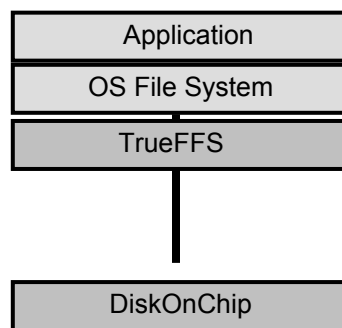 Application
OS File System
TrueFFS
DiskOnChip